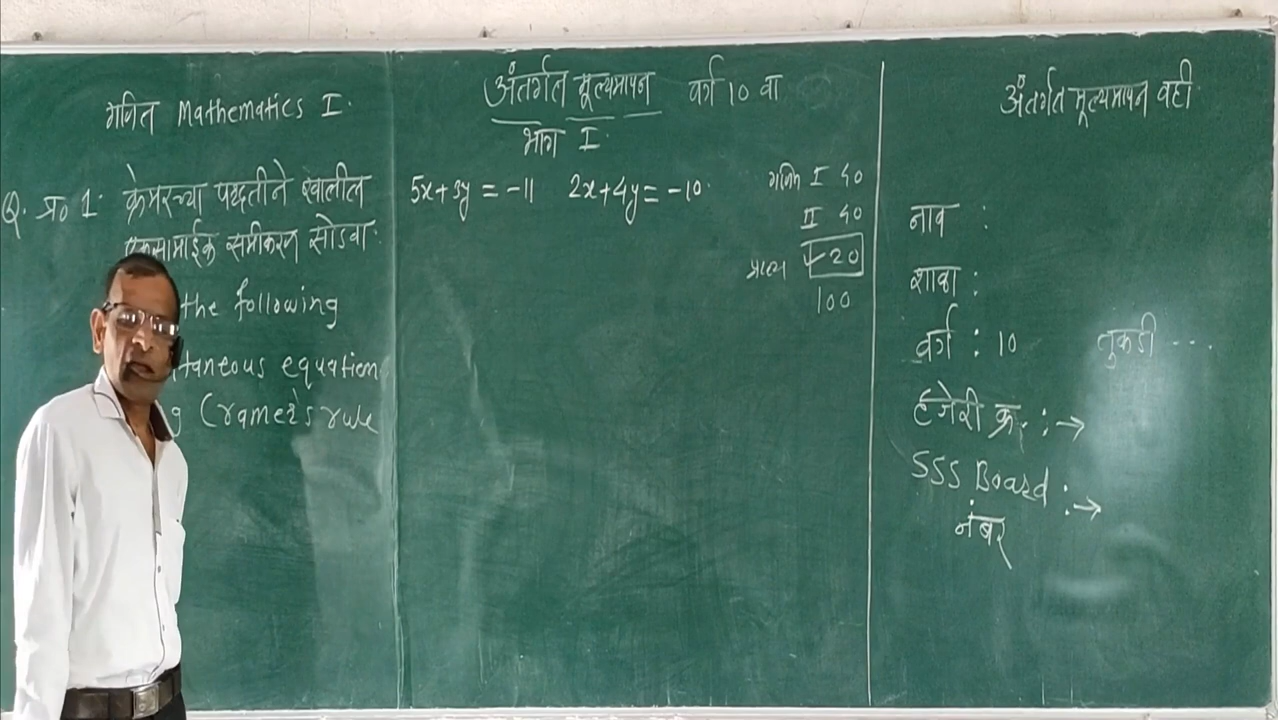 गणित Mathematics I.
Q. प्र० 1. क्रेमरच्या पद्धतीने खालील
एकसामाईक समीकरण सोडवा.
the following
taneous equation
g Cramer's rule
अंतर्गत मूल्यमापन वर्ग 10 वा
भाग I.
5x+3y = -11 2x+4y = -10.
गणित I 40
II 40
20
100
अंतर्गत मूल्यमापन वही
नाव :
शाळा :
वर्ग : 10 तुकडी ...
हजेरी क्र. : →
SSS Board : →
नंबर